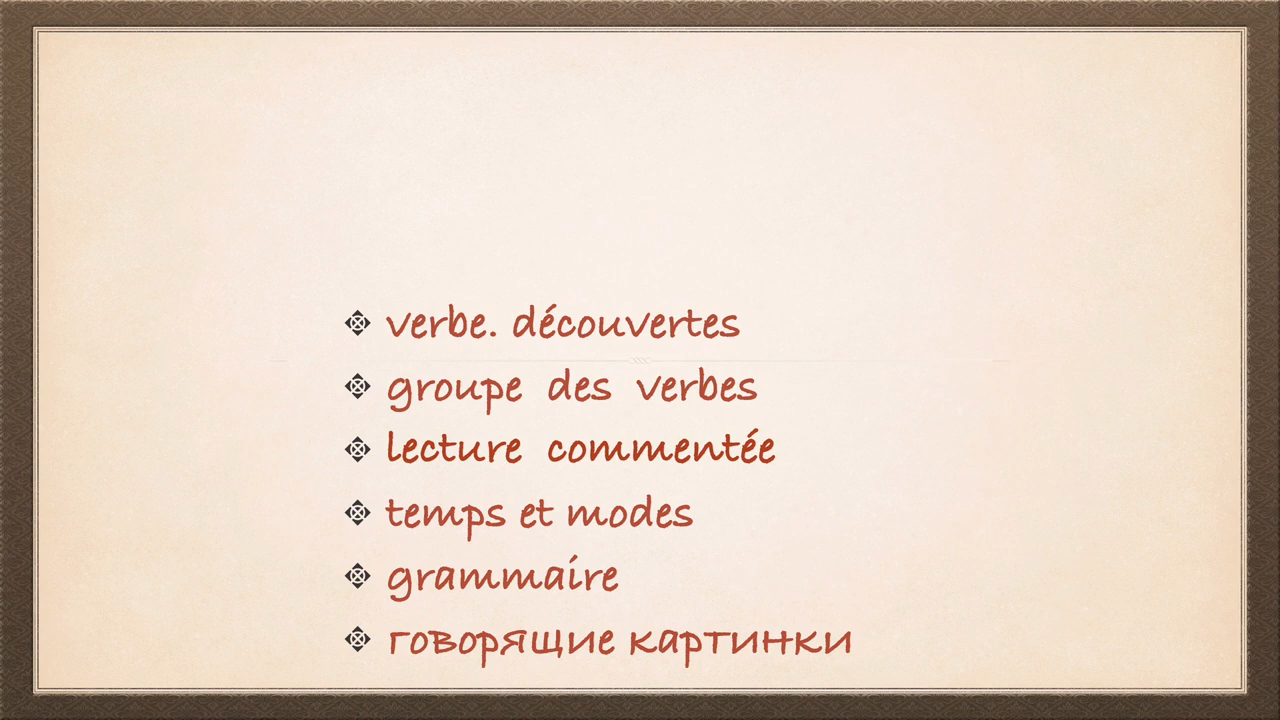 verbe. découvertes
groupe des verbes
lecture commentée
temps et modes
grammaire
говорящие картинки